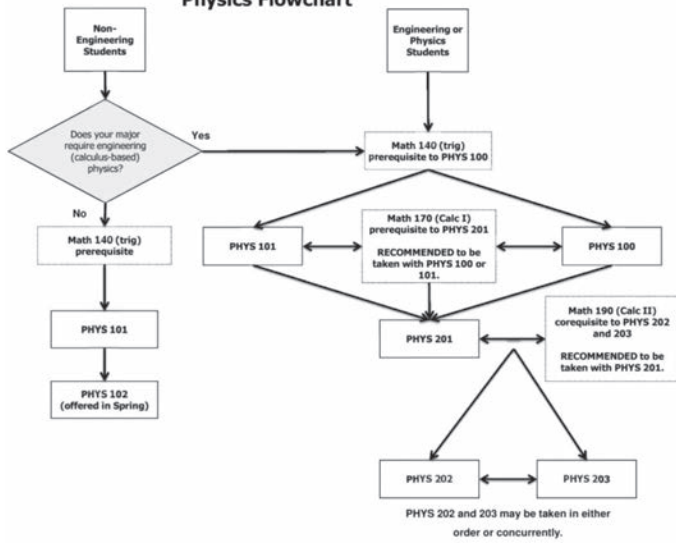 Physics Flowchart
Non-
Engineering
Students
Engineering or
Physics
Students
Does your major
require engineering
(calculus-based)
physics?
Yes
No
Math 140 (trig)
prerequisite to PHYS 100
Math 140 (trig)
prerequisite
PHYS 101
Math 170 (Calc I)
prerequisite to PHYS 201
RECOMMENDED to be
taken with PHYS 100 or
101.
PHYS 100
PHYS 101
PHYS 201
Math 190 (Calc II)
corequisite to PHYS 202
and 203
RECOMMENDED to be
taken with PHYS 201.
PHYS 102
(offered in Spring)
PHYS 202
PHYS 203
PHYS 202 and 203 may be taken in either
order or concurrently.